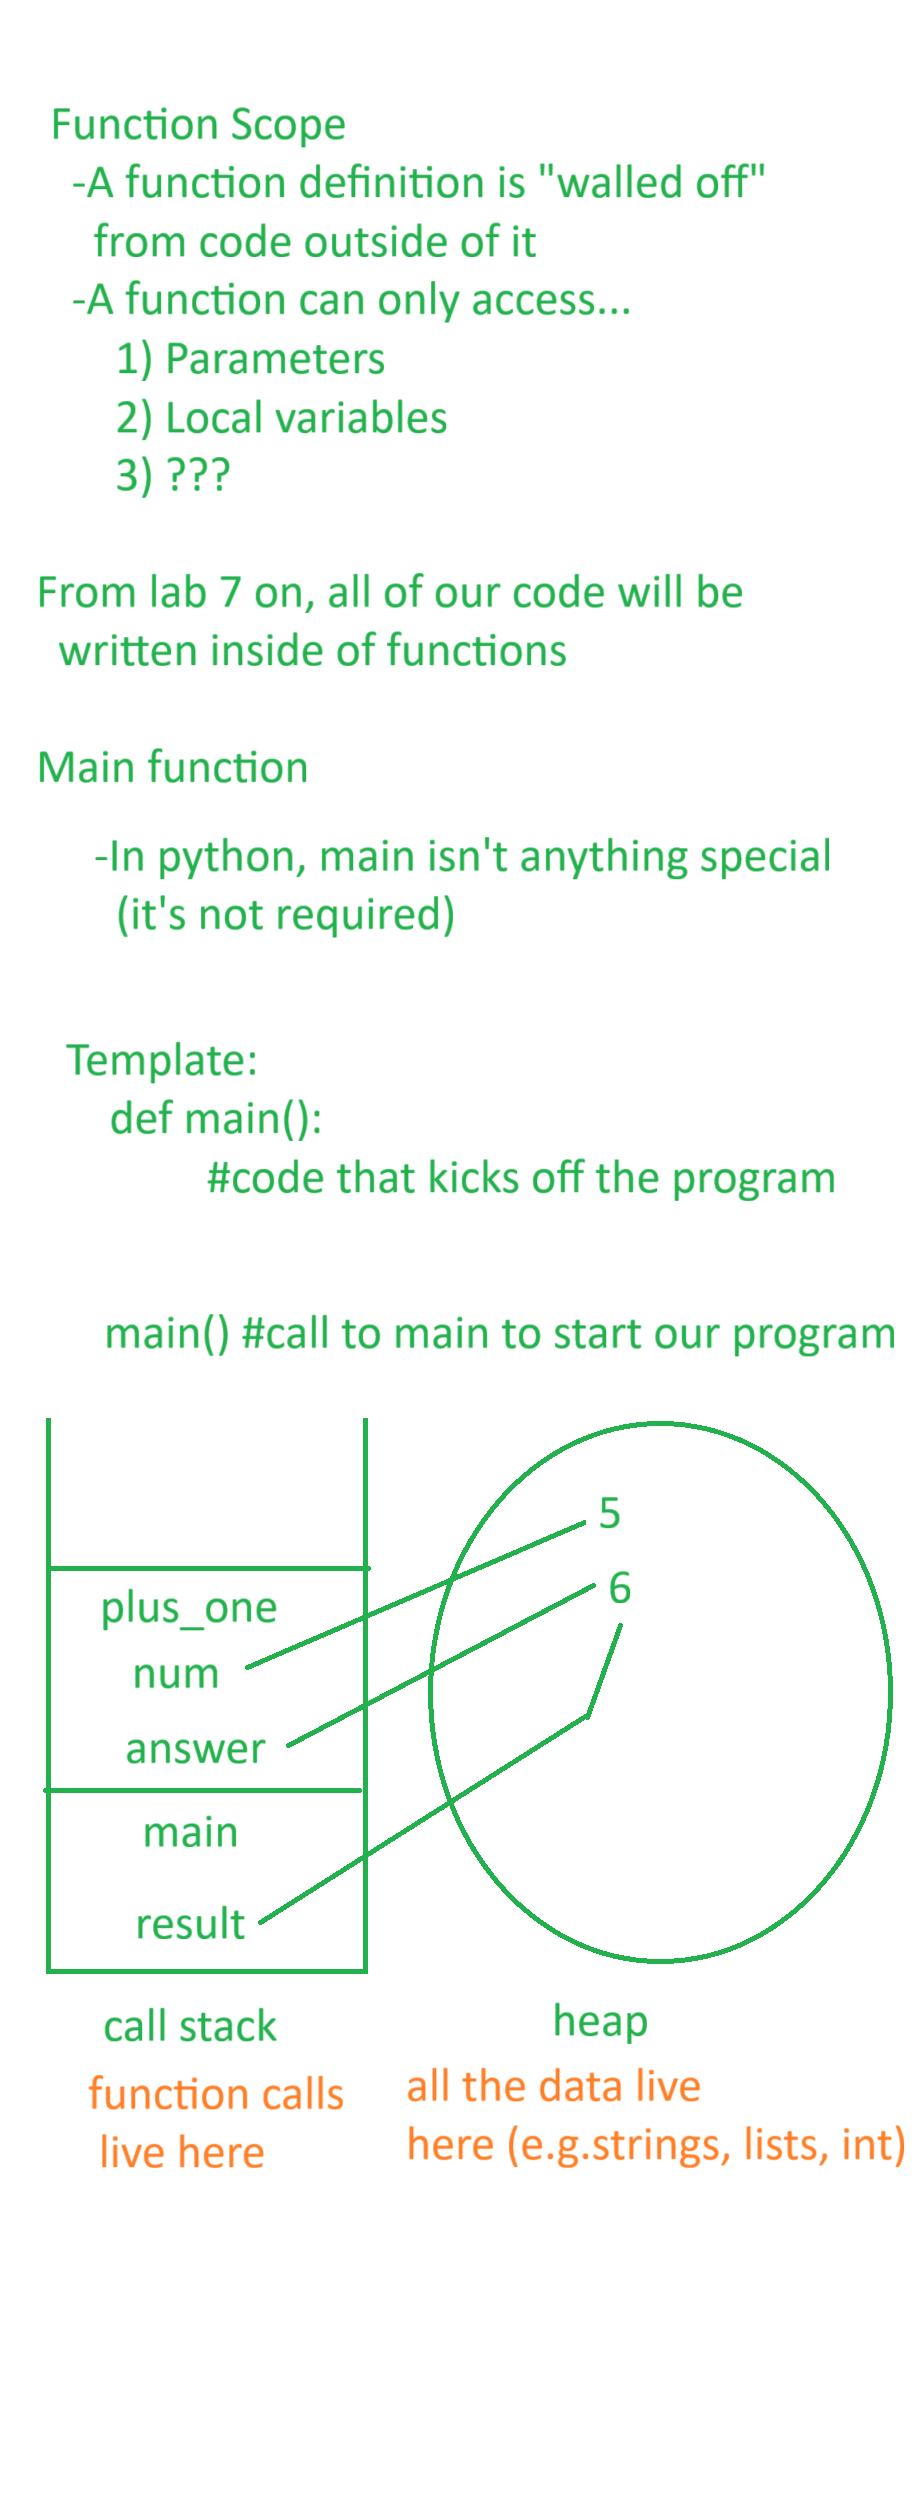 Function Scope
-A function definition is "walled off"
from code outside of it
-A function can only access...
1) Parameters
2) Local variables
3) ???
From lab 7 on, all of our code will be
written inside of functions
Main function
-In python, main isn't anything special
(it's not required)
Template:
def main():
#code that kicks off the program
main() #call to main to start our program
5
6
plus_one
num
answer
main
result
call stack
function calls
live here
heap
all the data live
here (e.g.strings, lists, int)